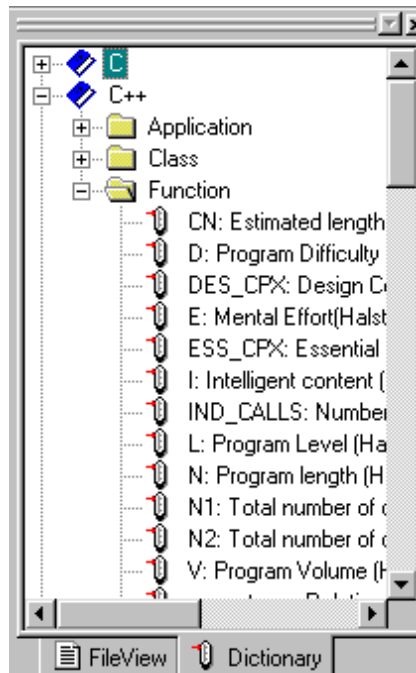 C
C++
Application
Class
Function
CN: Estimated length
D: Program Difficulty
DES_CPX: Design
E: Mental Effort(Halst
ESS_CPX: Essential
I: Intelligent content (
IND_CALLS: Number
L: Program Level (Ha
N: Program length (H
N1: Total number of
N2: Total number of
V: Program Volume (H
FileView
Dictionary